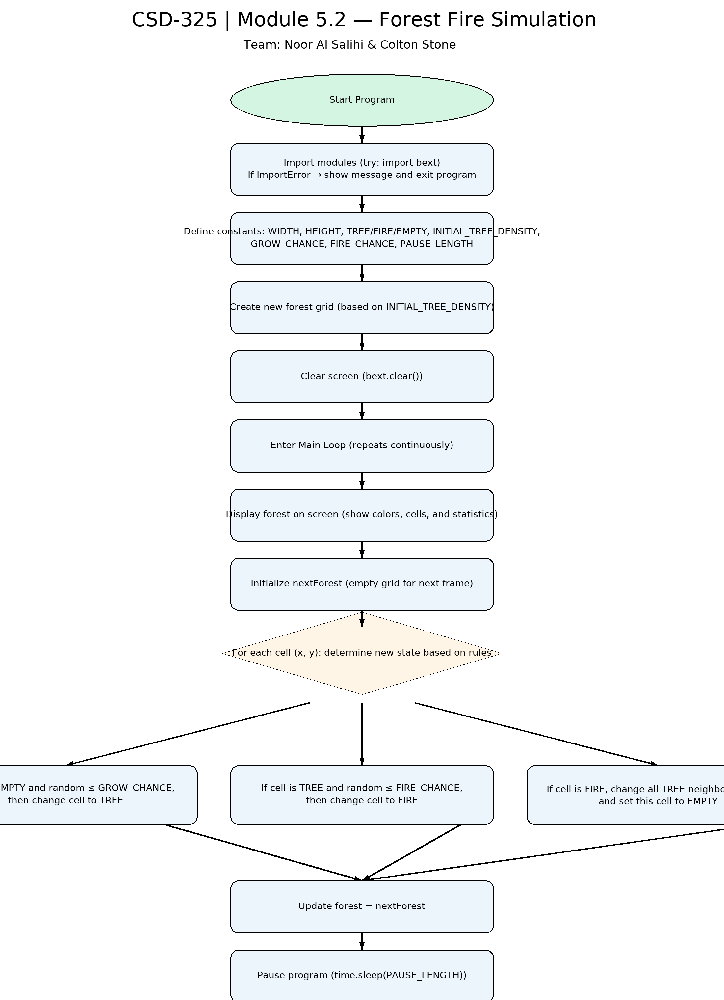 CSD-325 | Module 5.2 — Forest Fire Simulation
Team: Noor Al Salihi & Colton Stone
Start Program
Import modules (try: import bext)
If ImportError → show message and exit program
Define constants: WIDTH, HEIGHT, TREE/FIRE/EMPTY, INITIAL_TREE_DENSITY,
GROW_CHANCE, FIRE_CHANCE, PAUSE_LENGTH
Create new forest grid (based on INITIAL_TREE_DENSITY)
Clear screen (bext.clear())
Enter Main Loop (repeats continuously)
Display forest on screen (show colors, cells, and statistics)
Initialize nextForest (empty grid for next frame)
For each cell (x, y): determine new state based on rules
MPTY and random ≤ GROW_CHANCE,
then change cell to TREE
If cell is TREE and random ≤ FIRE_CHANCE,
then change cell to FIRE
If cell is FIRE, change all TREE neighbo
and set this cell to EMPTY
Update forest = nextForest
Pause program (time.sleep(PAUSE_LENGTH))